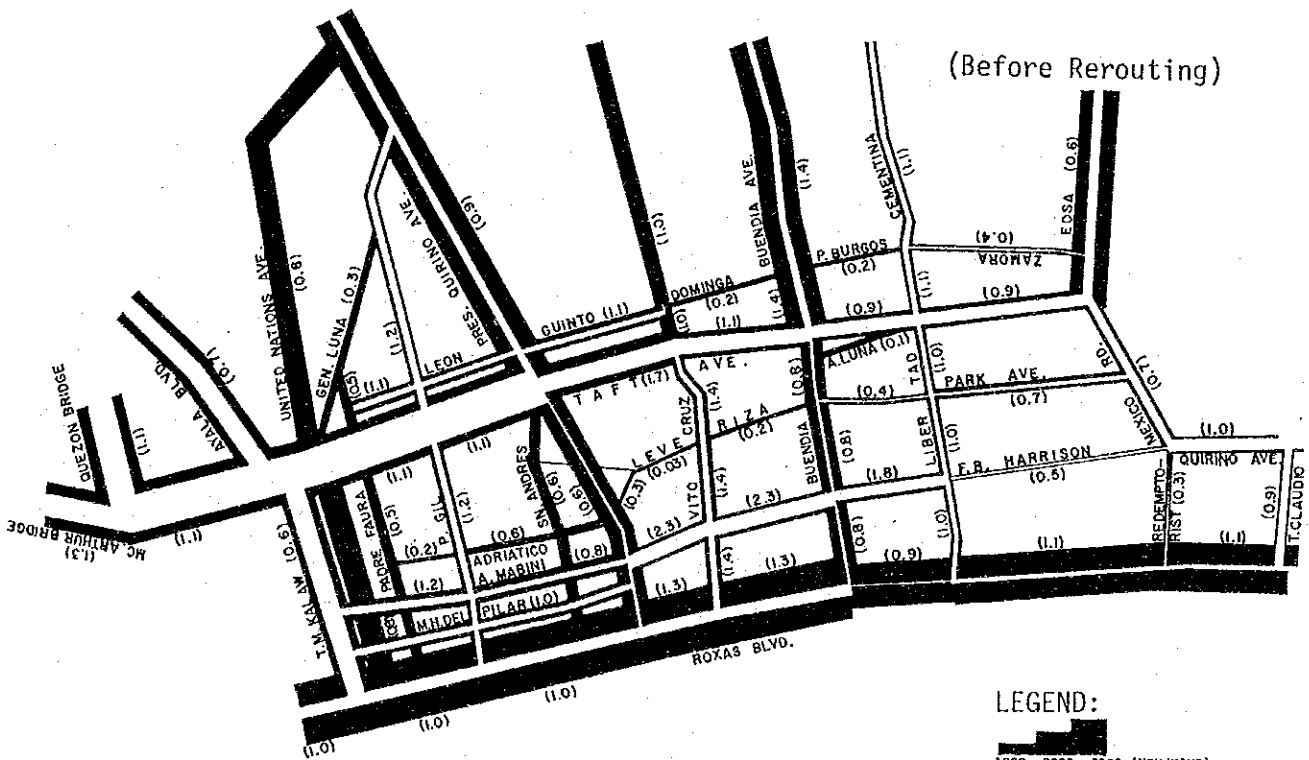 (Before Rerouting)
QUEZON BRIDGE
(1.1)
AYALA BLVD.
(0.7)
UNITED NATIONS AVE.
(0.8)
GEN. LUNA (0.3)
(1.2)
PRES. QUIRINO AVE.
(0.9)
(0.5)
(1.1)
LEON
GUINTO (1.1)
(1.0)
DOMINGA
(0.2)
BUENDIA AVE.
(1.4)
(1.4)
P. BURGOS
(0.2)
CEMENTINA
(1.1)
(0.4)
ZAMORA
EDSA (0.6)
(1.0)
(1.1)
(0.9)
(1.1)
(0.9)
MC. ARTHUR BRIDGE
(1.3)
(1.1)
TAFT (1.7) AVE.
A. LUNA (0.1)
(0.8)
(0.4)
TAD
(1.0)
PARK AVE.
(0.7)
MEXICO RD.
(0.7)
(1.1)
(1.1)
T.M. KALAW (0.6)
PADRE FAURA
(0.5)
P. GIL
(1.2)
SN. ANDRES
(0.6)
(0.6)
LEVERIZA
(0.03)
(0.2)
(0.3)
VITO CRUZ
(1.4)
(1.4)
BUENDIA
(0.8)
(1.8)
LIBER
(1.0)
F.B. HARRISON
(0.5)
(1.0)
QUIRINO AVE.
(0.2)
(0.6)
ADRIATICO
(0.8)
(2.3)
(2.3)
(1.2)
A. MABINI
M.H. DEL PILAR (1.0)
(1.3)
(1.4)
(1.3)
(0.8)
(0.9)
(1.0)
(1.1)
REDEMPTO-
RIST (0.3)
(1.1)
(0.9)
T. CLAUDIO
ROXAS BLVD.
(1.0)
(1.0)
(1.0)
LEGEND: